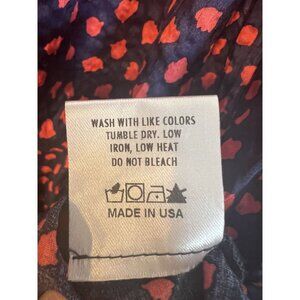 WASH WITH LIKE COLORS
TUMBLE DRY. LOW
IRON, LOW HEAT
DO NOT BLEACH
MADE IN USA